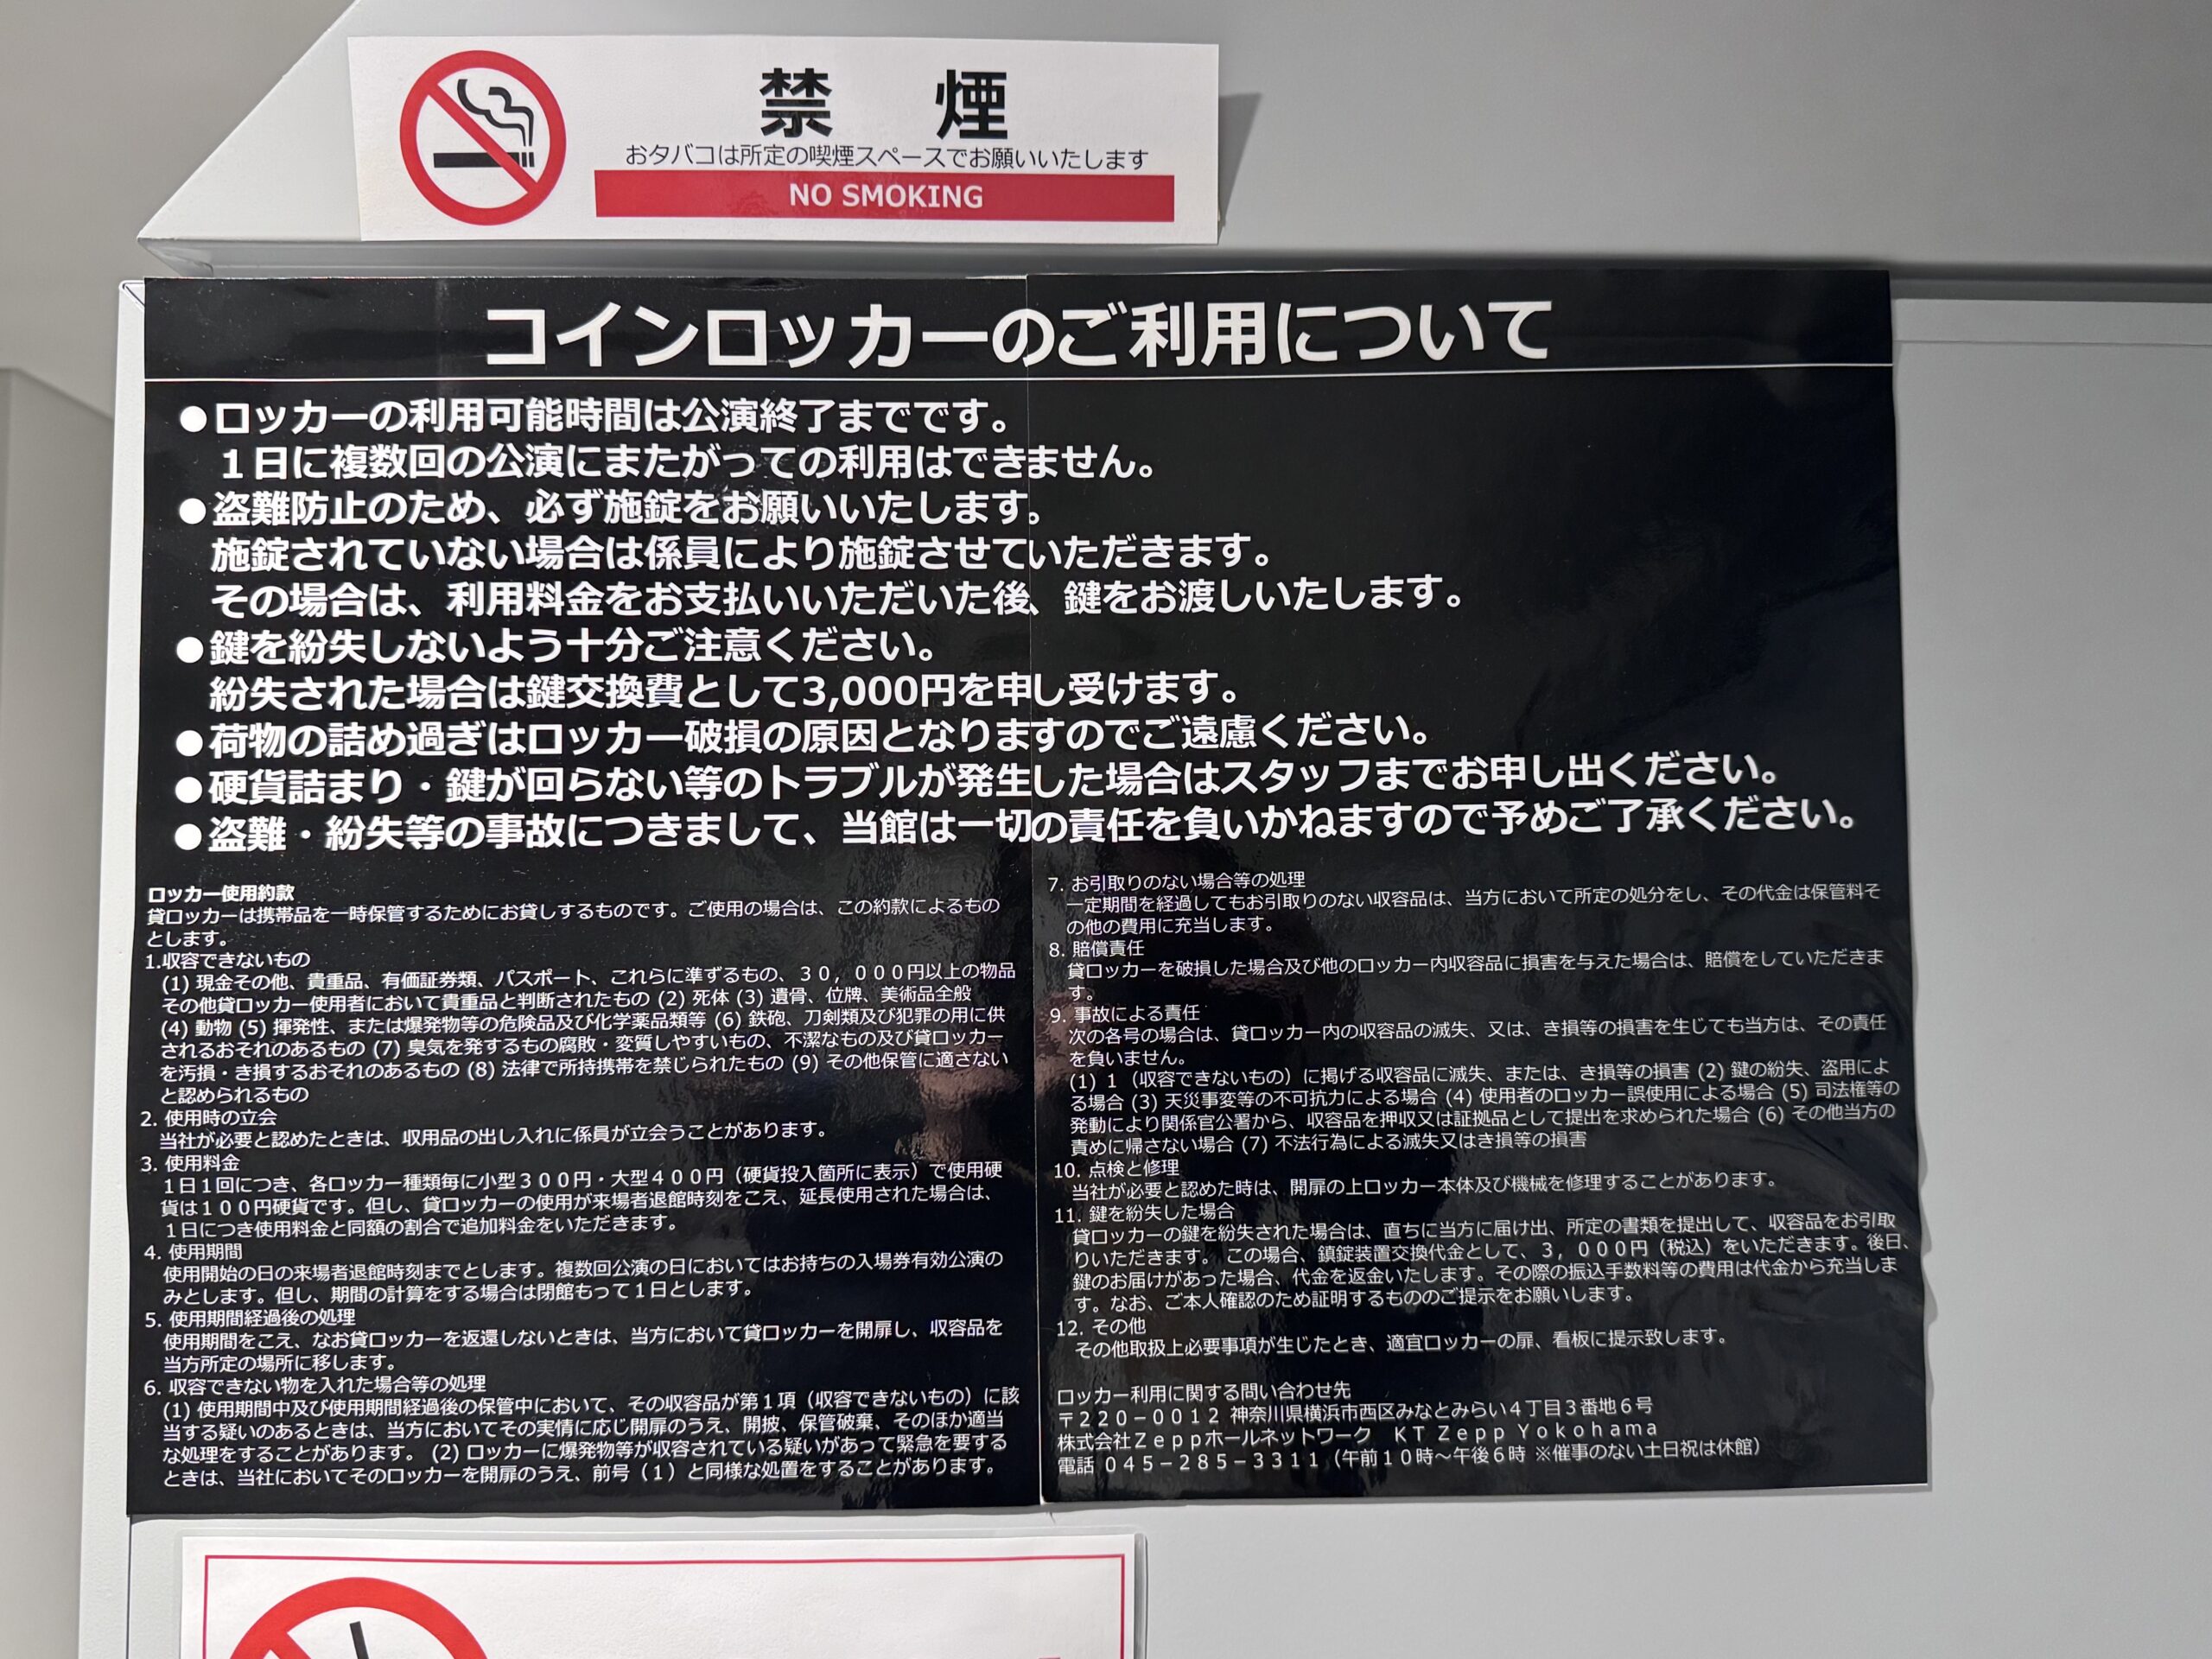 禁 煙
おタバコは所定の喫煙スペースでお願いいたします
NO SMOKING
コインロッカーのご利用について
●ロッカーの利用可能時間は公演終了までです。
１日に複数回の公演にまたがっての利用はできません。
●盗難防止のため、必ず施錠をお願いいたします。
施錠されていない場合は係員により施錠させていただきます。
その場合は、利用料金をお支払いいただいた後、鍵をお渡しいたします。
●鍵を紛失しないよう十分ご注意ください。
紛失された場合は鍵交換費として3,000円を申し受けます。
●荷物の詰め過ぎはロッカー破損の原因となりますのでご遠慮ください。
●硬貨詰まり・鍵が回らない等のトラブルが発生した場合はスタッフまでお申し出ください。
●盗難・紛失等の事故につきまして、当館は一切の責任を負いかねますので予めご了承ください。
ロッカー使用約款
貸ロッカーは携帯品を一時保管するためにお貸しするものです。ご使用の場合は、この約款によるもの
とします。
1.収容できないもの
(1) 現金その他、貴重品、有価証券類、パスポート、これらに準ずるもの、３０，０００円以上の物品
その他貸ロッカー使用者において貴重品と判断されたもの (2) 死体 (3) 遺骨、位牌、美術品全般
(4) 動物 (5) 揮発性、または爆発物等の危険品及び化学薬品類等 (6) 鉄砲、刀剣類及び犯罪の用に供
されるおそれのあるもの (7) 臭気を発するもの腐敗・変質しやすいもの、不潔なもの及び貸ロッカー
を汚損・き損するおそれのあるもの (8) 法律で所持携帯を禁じられたもの (9) その他保管に適さない
と認められるもの
2. 使用時の立会
当社が必要と認めたときは、収用品の出し入れに係員が立会うことがあります。
3. 使用料金
１日１回につき、各ロッカー種類毎に小型３００円・大型４００円（硬貨投入箇所に表示）で使用硬
貨は１００円硬貨です。但し、貸ロッカーの使用が来場者退館時刻をこえ、延長使用された場合は、
１日につき使用料金と同額の割合で追加料金をいただきます。
4. 使用期間
使用開始の日の来場者退館時刻までとします。複数回公演の日においてはお持ちの入場券有効公演の
みとします。但し、期間の計算をする場合は閉館もって１日とします。
5. 使用期間経過後の処理
使用期間をこえ、なお貸ロッカーを返還しないときは、当方において貸ロッカーを開扉し、収容品を
当方所定の場所に移します。
6. 収容できない物を入れた場合等の処理
(1) 使用期間中及び使用期間経過後の保管中において、その収容品が第１項（収容できないもの）に該
当する疑いのあるときは、当方においてその実情に応じ開扉のうえ、開披、保管破棄、そのほか適当
な処理をすることがあります。 (2) ロッカーに爆発物等が収容されている疑いがあって緊急を要する
ときは、当社においてそのロッカーを開扉のうえ、前号（１）と同様な処置をすることがあります。
7. お引取りのない場合等の処理
一定期間を経過してもお引取りのない収容品は、当方において所定の処分をし、その代金は保管料そ
の他の費用に充当します。
8. 賠償責任
貸ロッカーを破損した場合及び他のロッカー内収容品に損害を与えた場合は、賠償をしていただきま
す。
9. 事故による責任
次の各号の場合は、貸ロッカー内の収容品の滅失、又は、き損等の損害を生じても当方は、その責任
を負いません。
(1) １（収容できないもの）に掲げる収容品に滅失、または、き損等の損害 (2) 鍵の紛失、盗用によ
る場合 (3) 天災事変等の不可抗力による場合 (4) 使用者のロッカー誤使用による場合 (5) 司法権等の
発動により関係官公署から、収容品を押収又は証拠品として提出を求められた場合 (6) その他当方の
責めに帰さない場合 (7) 不法行為による滅失又はき損等の損害
10. 点検と修理
当社が必要と認めた時は、開扉の上ロッカー本体及び機械を修理することがあります。
11. 鍵を紛失した場合
貸ロッカーの鍵を紛失された場合は、直ちに当方に届け出、所定の書類を提出して、収容品をお引取
りいただきます。 この場合、鎮錠装置交換代金として、３，０００円（税込）をいただきます。後日、
鍵のお届けがあった場合、代金を返金いたします。その際の振込手数料等の費用は代金から充当しま
す。なお、ご本人確認のため証明するもののご提示をお願いします。
12. その他
その他取扱上必要事項が生じたとき、適宜ロッカーの扉、看板に提示致します。
ロッカー利用に関する問い合わせ先
〒２２０－００１２ 神奈川県横浜市西区みなとみらい４丁目３番地６号
株式会社Ｚｅｐｐホールネットワーク　ＫＴ Ｚｅｐｐ Ｙｏｋｏｈａｍａ
電話 ０４５－２８５－３３１１（午前１０時～午後６時 ※催事のない土日祝は休館）